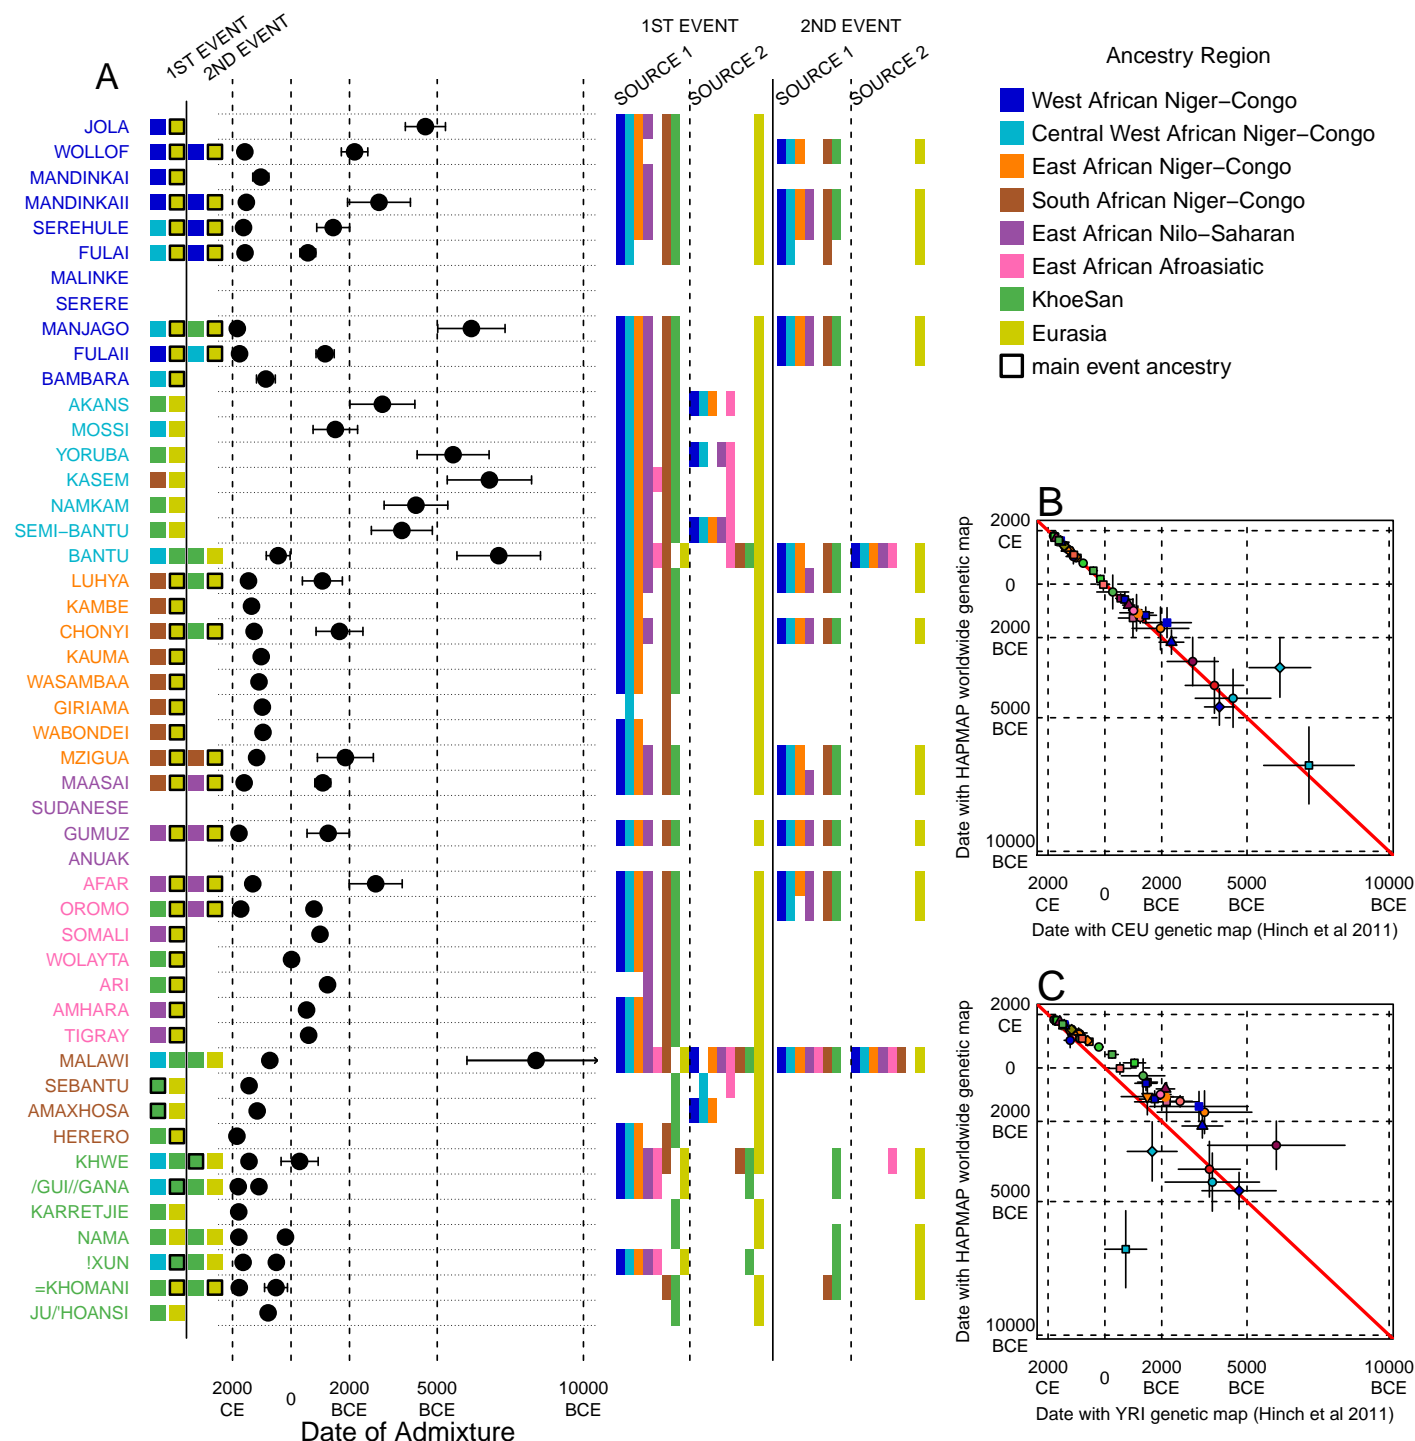 A
1ST EVENT
2ND EVENT
1ST EVENT
2ND EVENT
SOURCE 1
SOURCE 2
SOURCE 1
SOURCE 2
JOLA
WOLLOF
MANDINKAI
MANDINKAII
SEREHULE
FULAI
MALINKE
SERERE
MANJAGO
FULAII
BAMBARA
AKANS
MOSSI
YORUBA
KASEM
NAMKAM
SEMI−BANTU
BANTU
LUHYA
KAMBE
CHONYI
KAUMA
WASAMBAA
GIRIAMA
WABONDEI
MZIGUA
MAASAI
SUDANESE
GUMUZ
ANUAK
AFAR
OROMO
SOMALI
WOLAYTA
ARI
AMHARA
TIGRAY
MALAWI
SEBANTU
AMAXHOSA
HERERO
KHWE
/GUI//GANA
KARRETJIE
NAMA
!XUN
=KHOMANI
JU/'HOANSI
2000 CE
0
2000 BCE
5000 BCE
10000 BCE
Date of Admixture
Ancestry Region
West African Niger−Congo
Central West African Niger−Congo
East African Niger−Congo
South African Niger−Congo
East African Nilo−Saharan
East African Afroasiatic
KhoeSan
Eurasia
main event ancestry
B
Date with HAPMAP worldwide genetic map
2000 CE
0
2000 BCE
5000 BCE
10000 BCE
2000 CE
0
2000 BCE
5000 BCE
10000 BCE
Date with CEU genetic map (Hinch et al 2011)
C
Date with HAPMAP worldwide genetic map
2000 CE
0
2000 BCE
5000 BCE
10000 BCE
2000 CE
0
2000 BCE
5000 BCE
10000 BCE
Date with YRI genetic map (Hinch et al 2011)